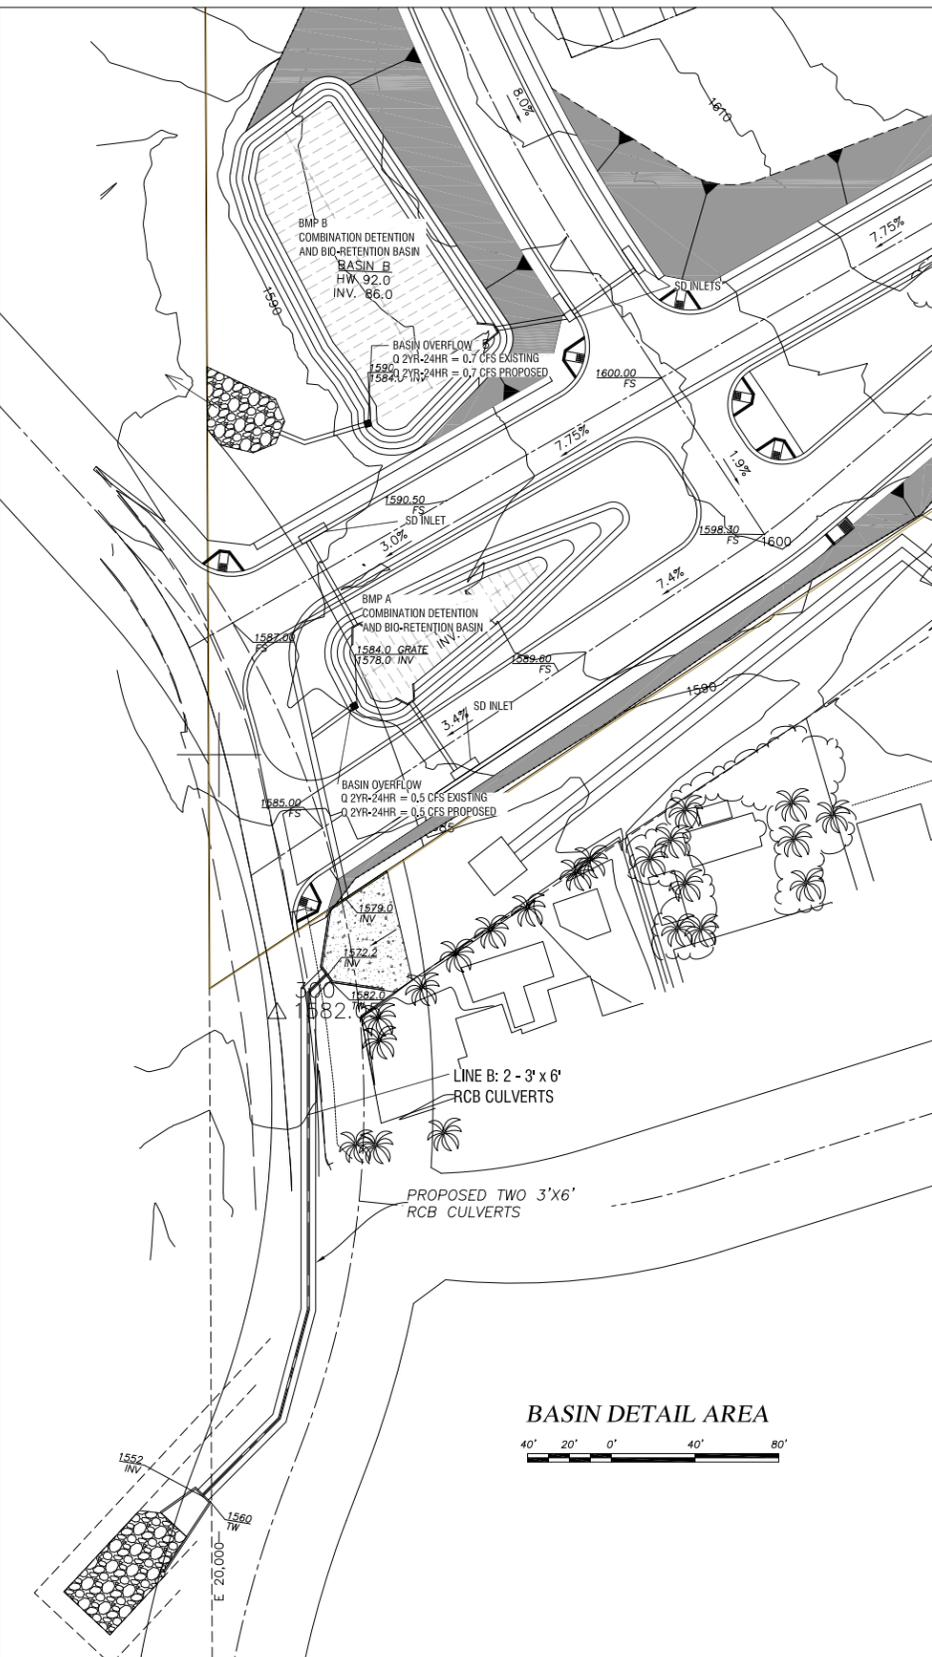 8.0%
1610
7.75%
BMP B
COMBINATION DETENTION
AND BIO-RETENTION BASIN
BASIN B
HW 92.0
INV. 86.0
1590
SD INLETS
BASIN OVERFLOW
Q 2YR-24HR = 0.7 CFS EXISTING
Q 2YR-24HR = 0.7 CFS PROPOSED
1590
INV
1600.00
FS
7.75%
1.9%
1590.50
FS
SD INLET
3.0%
1598.30
FS
1600
7.4%
BMP A
COMBINATION DETENTION
AND BIO-RETENTION BASIN
INV.
1587.00
FS
1584.0 GRATE
1578.0 INV
1589.60
FS
1590
SD INLET
3.4%
BASIN OVERFLOW
Q 2YR-24HR = 0.5 CFS EXISTING
Q 2YR-24HR = 0.5 CFS PROPOSED
1585.00
FS
1579.0
INV
1572.2
INV
1582.0
1582.
LINE B: 2 - 3' x 6'
RCB CULVERTS
PROPOSED TWO 3'X6'
RCB CULVERTS
BASIN DETAIL AREA
40' 20' 0' 40' 80'
1552
INV
1560
TW
E 20,000